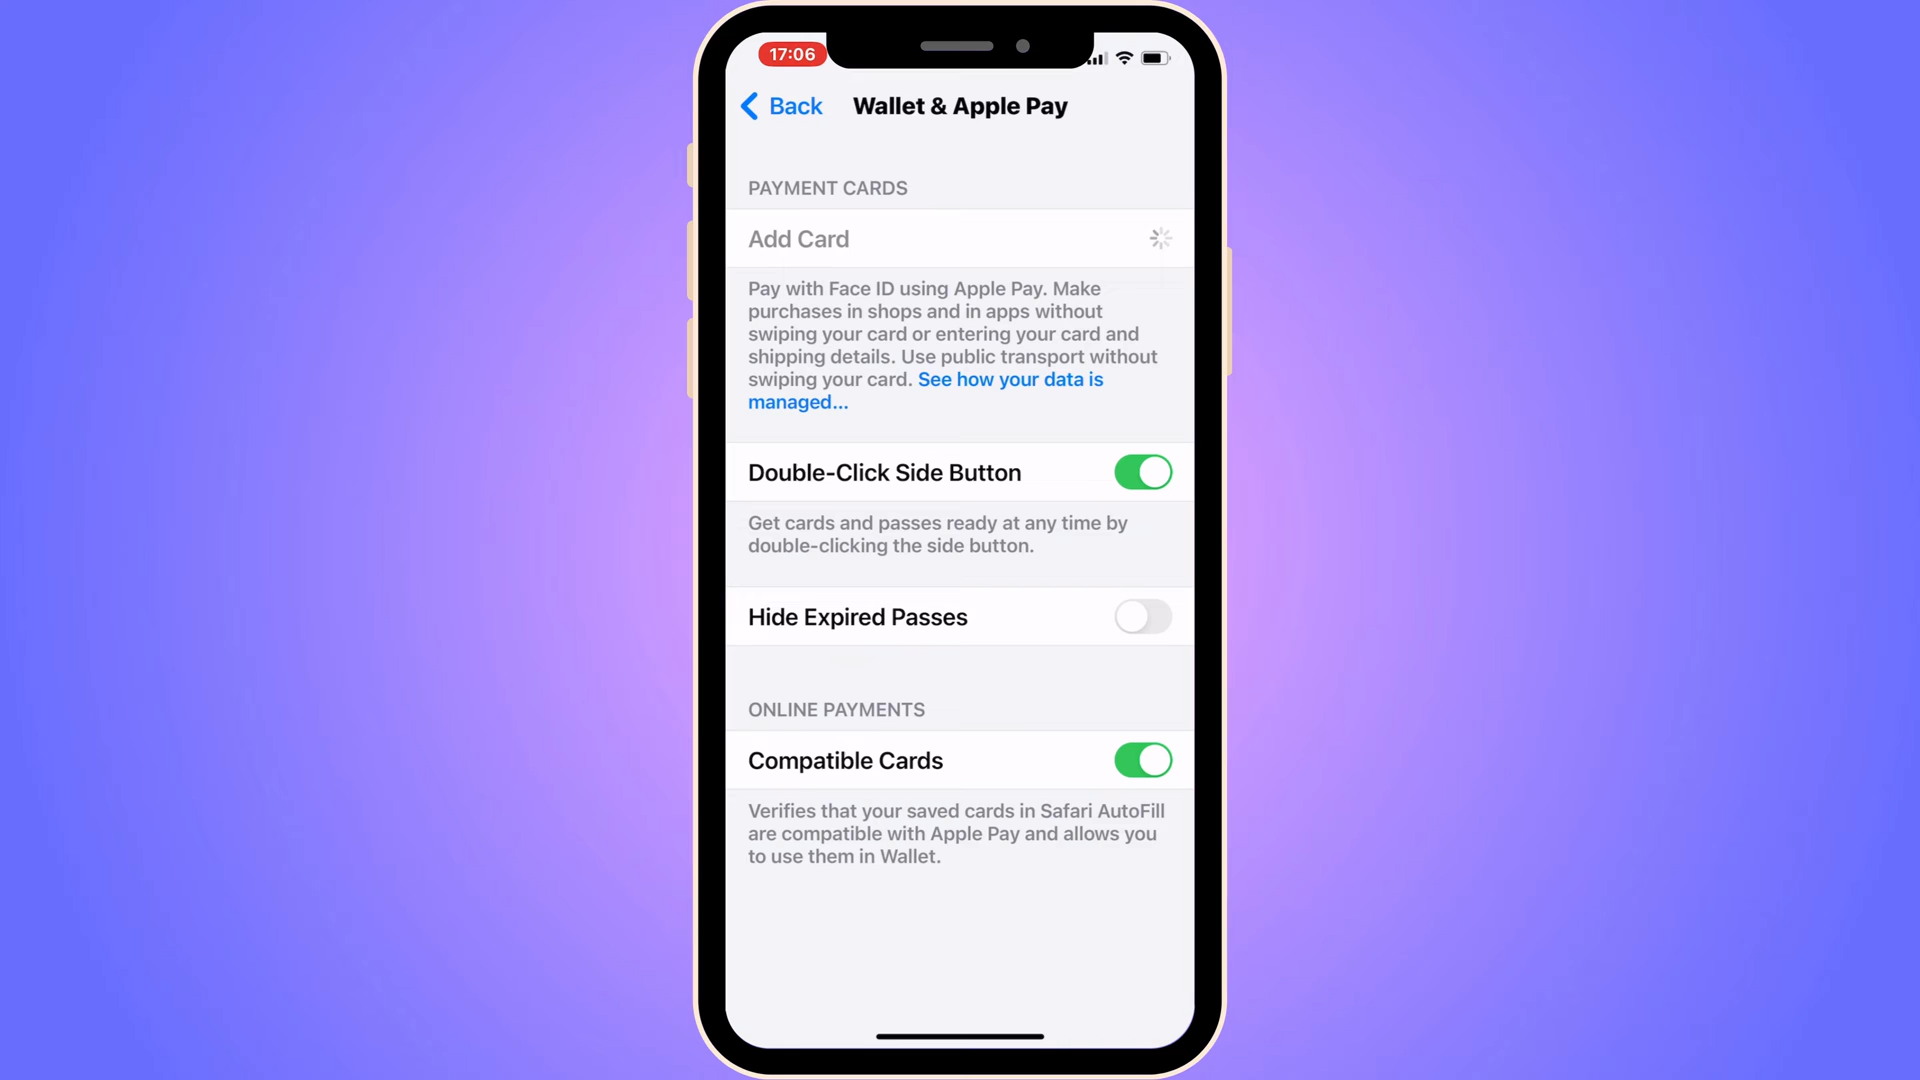 17:06
Back
Wallet & Apple Pay
PAYMENT CARDS
Add Card
Pay with Face ID using Apple Pay. Make
purchases in shops and in apps without
swiping your card or entering your card and
shipping details. Use public transport without
swiping your card. See how your data is
managed...
Double-Click Side Button
Get cards and passes ready at any time by
double-clicking the side button.
Hide Expired Passes
ONLINE PAYMENTS
Compatible Cards
Verifies that your saved cards in Safari AutoFill
are compatible with Apple Pay and allows you
to use them in Wallet.